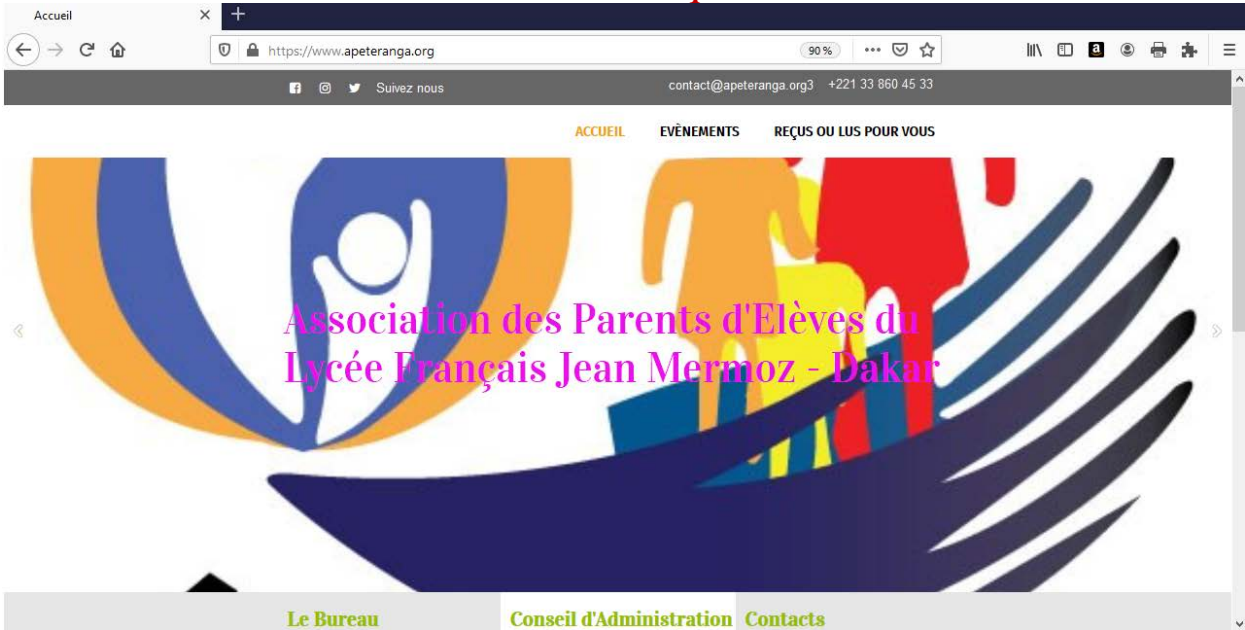 Accueil
https://www.apeteranga.org
90 %
Suivez nous
contact@apeteranga.org3 +221 33 860 45 33
ACCUEIL EVÈNEMENTS REÇUS OU LUS POUR VOUS
Association des Parents d'Elèves du
Lycée Français Jean Mermoz - Dakar
Le Bureau Conseil d'Administration Contacts